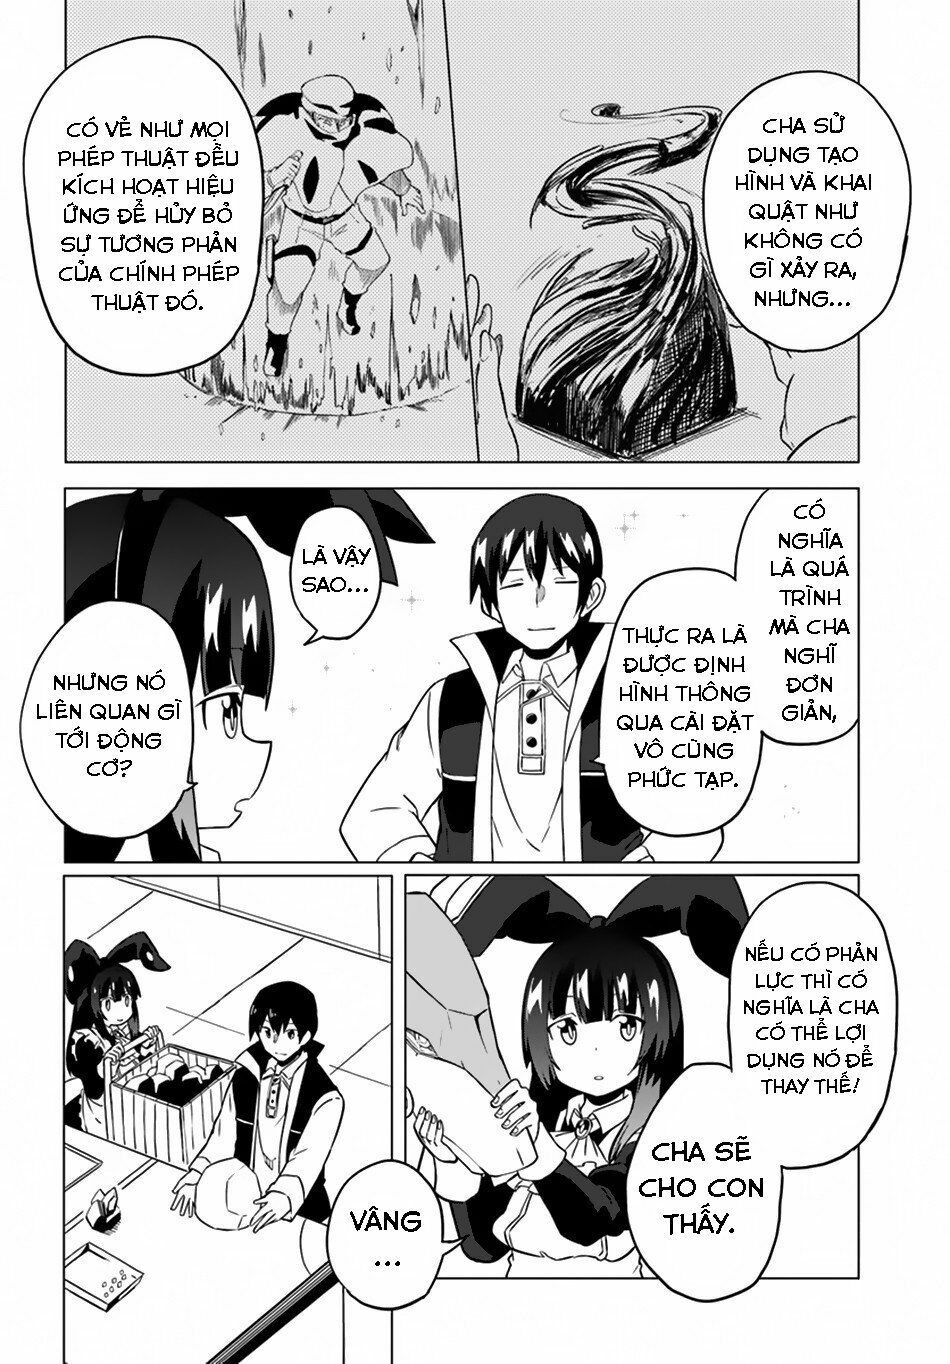 CHA SỬ
DỤNG TẠO
HÌNH VÀ KHAI
QUẬT NHƯ
KHÔNG CÓ
GÌ XẢY RA,
NHƯNG...
CÓ VẺ NHƯ MỌI
PHÉP THUẬT ĐỀU
KÍCH HOẠT HIỆU
ỨNG ĐỂ HỦY BỎ
SỰ TƯƠNG PHẢN
CỦA CHÍNH PHÉP
THUẬT ĐÓ.
CÓ
NGHĨA
LÀ QUÁ
TRÌNH
MÀ CHA
NGHĨ
ĐƠN
GIẢN,
THỰC RA LÀ
ĐƯỢC ĐỊNH
HÌNH THÔNG
QUA CÀI ĐẶT
VÔ CÙNG
PHỨC TẠP.
LÀ VẬY
SAO...
NHƯNG NÓ
LIÊN QUAN GÌ
TỚI ĐỘNG
CƠ?
NẾU CÓ PHẢN
LỰC THÌ CÓ
NGHĨA LÀ CHA
CÓ THỂ LỢI
DỤNG NÓ ĐỂ
THAY THẾ!
CHA SẼ
CHO CON
THẤY.
VÂNG
...